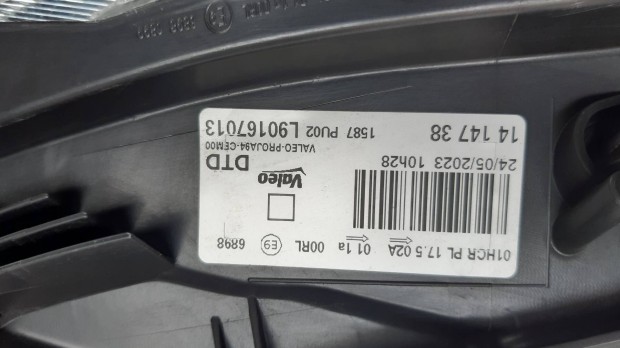 01HCR PL 17.5 02A 01 1a 00RL E9 6898
Valeo
24/05/2023 10h28
DTD
VALEO-PROJA94-CEM00
14 147 38 1587 PU02 L90167013